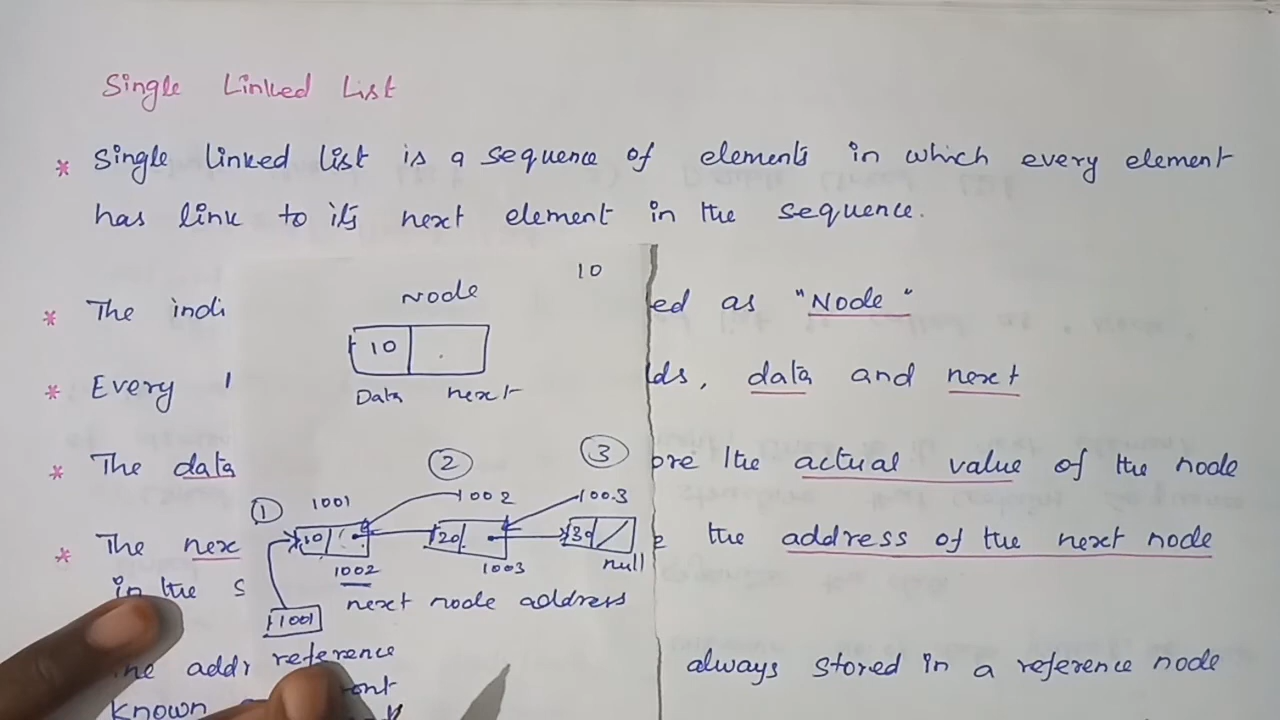 Single Linked List
* Single linked list is a sequence of elements in which every element
has link to its next element in the sequence.
10
Node
* The indi ed as "Node"
10
* Every lds, data and next
Data next
② ③
* The data ore the actual value of the node
① 1001 1002 1003
10 20 30
* The nex the address of the next node
1002 1003 null
in the s next node address
1001
reference
The addr always stored in a reference node
known ont